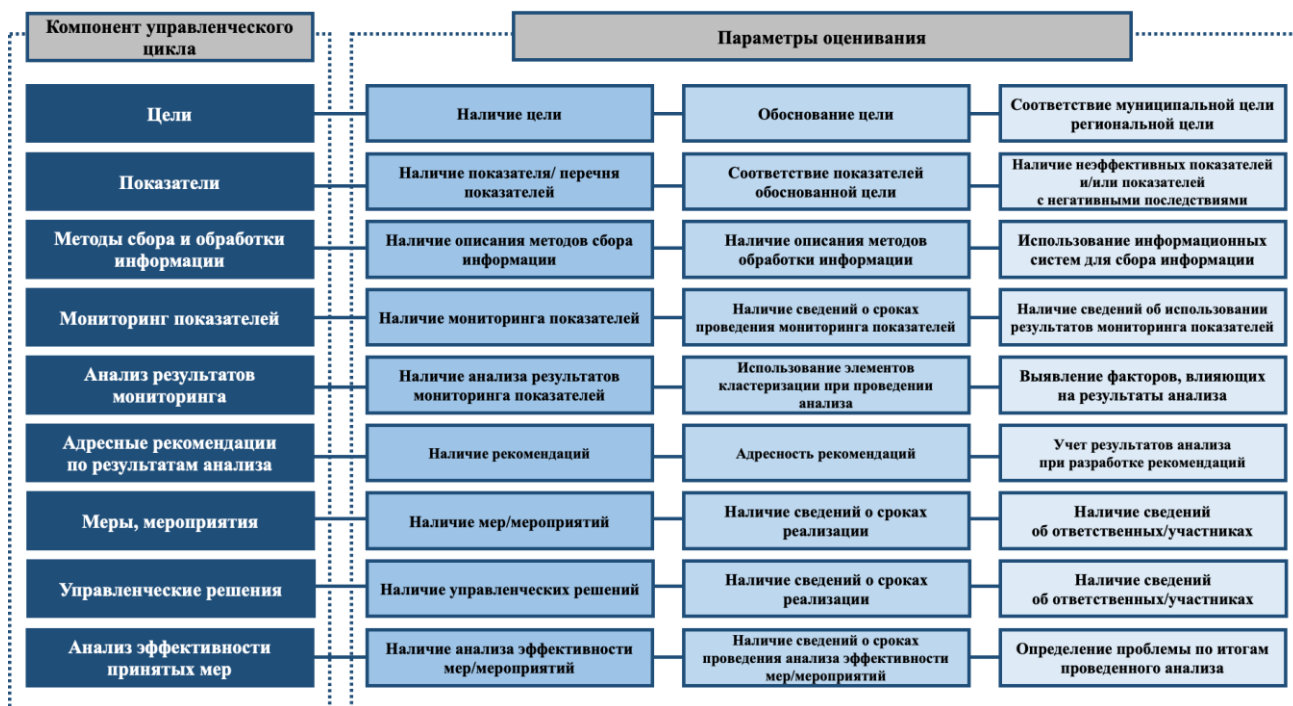 Компонент управленческого
цикла
Параметры оценивания
Цели
Наличие цели
Обоснование цели
Соответствие муниципальной цели
региональной цели
Показатели
Наличие показателя/ перечня
показателей
Соответствие показателей
обоснованной цели
Наличие неэффективных показателей
и/или показателей
с негативными последствиями
Методы сбора и обработки
информации
Наличие описания методов сбора
информации
Наличие описания методов
обработки информации
Использование информационных
систем для сбора информации
Мониторинг показателей
Наличие мониторинга показателей
Наличие сведений о сроках
проведения мониторинга показателей
Наличие сведений об использовании
результатов мониторинга показателей
Анализ результатов
мониторинга
Наличие анализа результатов
мониторинга показателей
Использование элементов
кластеризации при проведении
анализа
Выявление факторов, влияющих
на результаты анализа
Адресные рекомендации
по результатам анализа
Наличие рекомендаций
Адресность рекомендаций
Учет результатов анализа
при разработке рекомендаций
Меры, мероприятия
Наличие мер/мероприятий
Наличие сведений о сроках
реализации
Наличие сведений
об ответственных/участниках
Управленческие решения
Наличие управленческих решений
Наличие сведений о сроках
реализации
Наличие сведений
об ответственных/участниках
Анализ эффективности
принятых мер
Наличие анализа эффективности
мер/мероприятий
Наличие сведений о сроках
проведения анализа эффективности
мер/мероприятий
Определение проблемы по итогам
проведенного анализа